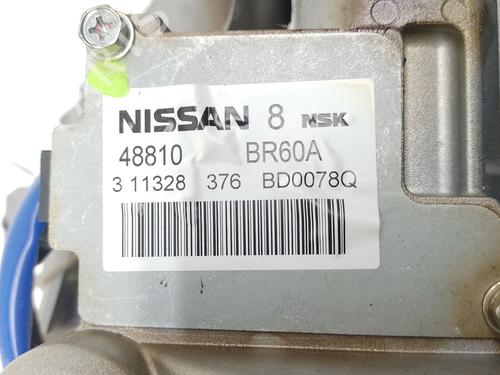 NISSAN 8 NSK
48810 BR60A
3 11328 376 BD0078Q